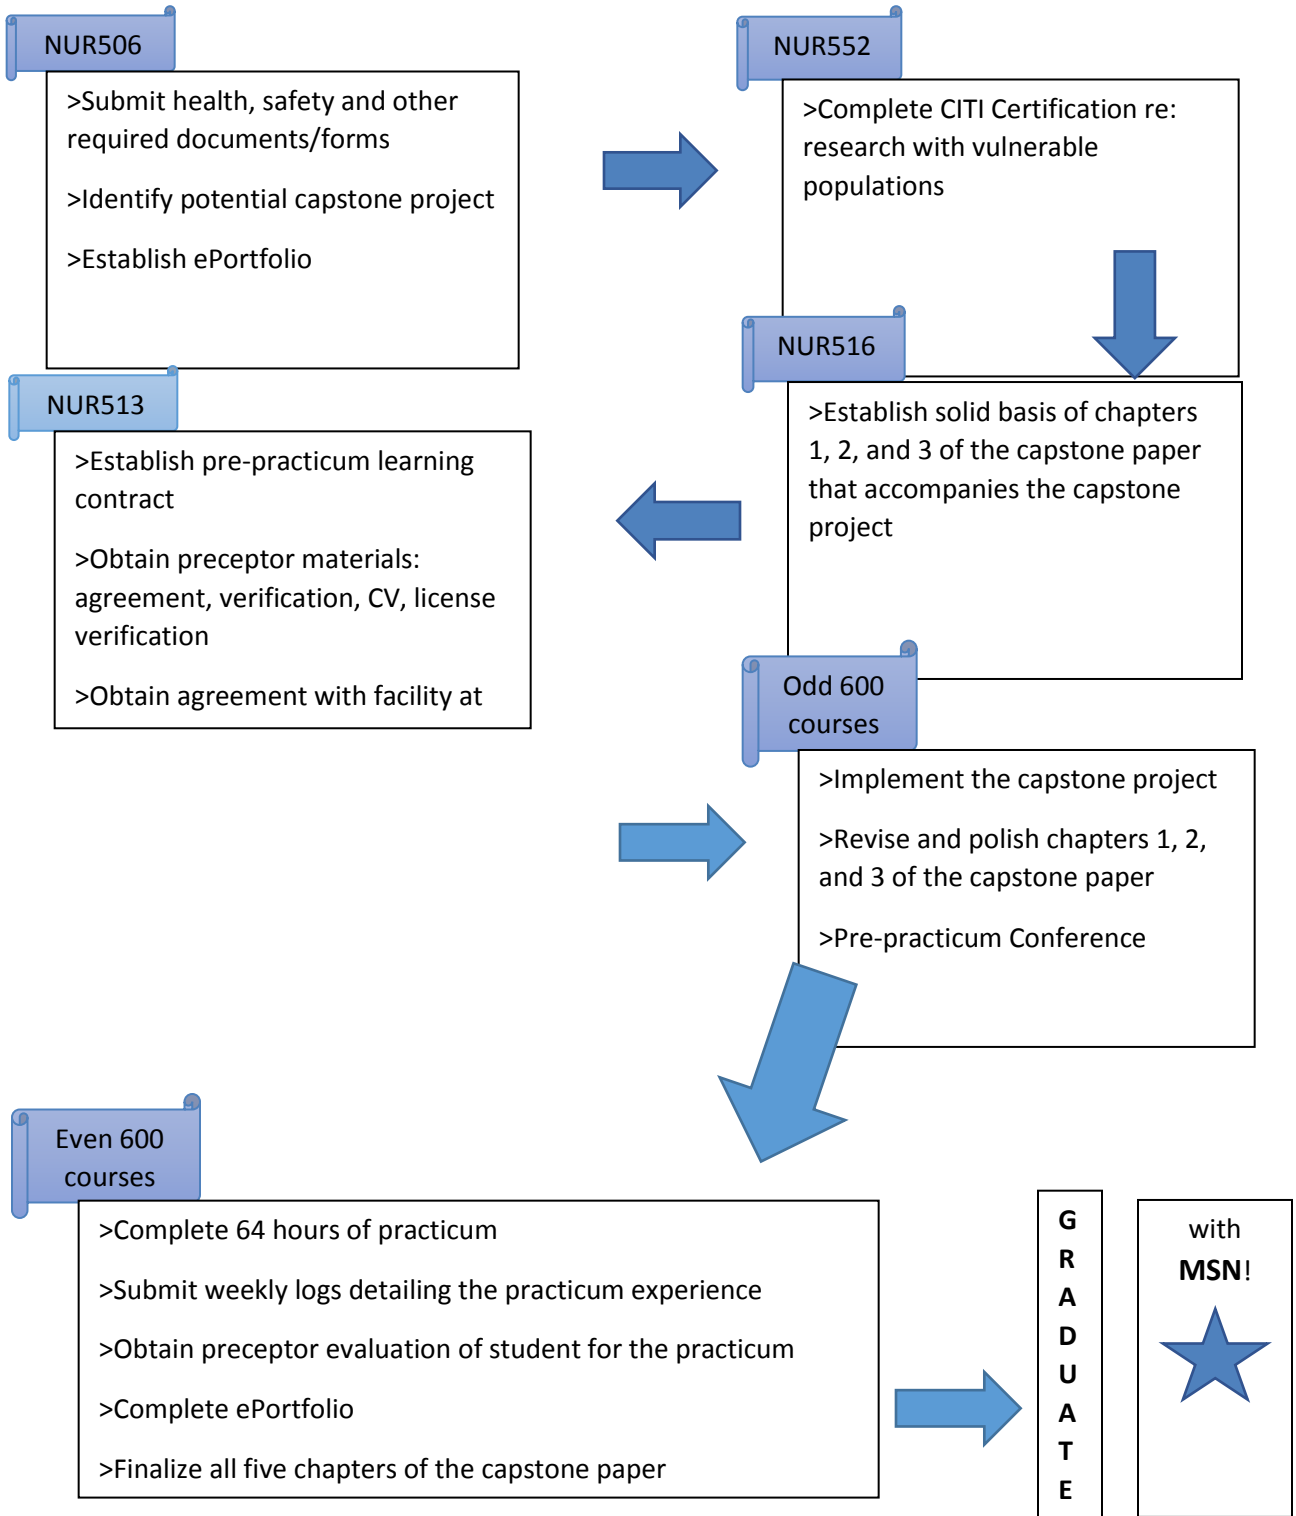 NUR506
>Submit health, safety and other
required documents/forms
>Identify potential capstone project
>Establish ePortfolio
NUR552
>Complete CITI Certification re:
research with vulnerable
populations
NUR516
>Establish solid basis of chapters
1, 2, and 3 of the capstone paper
that accompanies the capstone
project
NUR513
>Establish pre-practicum learning
contract
>Obtain preceptor materials:
agreement, verification, CV, license
verification
>Obtain agreement with facility at
Odd 600
courses
>Implement the capstone project
>Revise and polish chapters 1, 2,
and 3 of the capstone paper
>Pre-practicum Conference
Even 600
courses
>Complete 64 hours of practicum
>Submit weekly logs detailing the practicum experience
>Obtain preceptor evaluation of student for the practicum
>Complete ePortfolio
>Finalize all five chapters of the capstone paper
G
R
A
D
U
A
T
E
with
MSN!